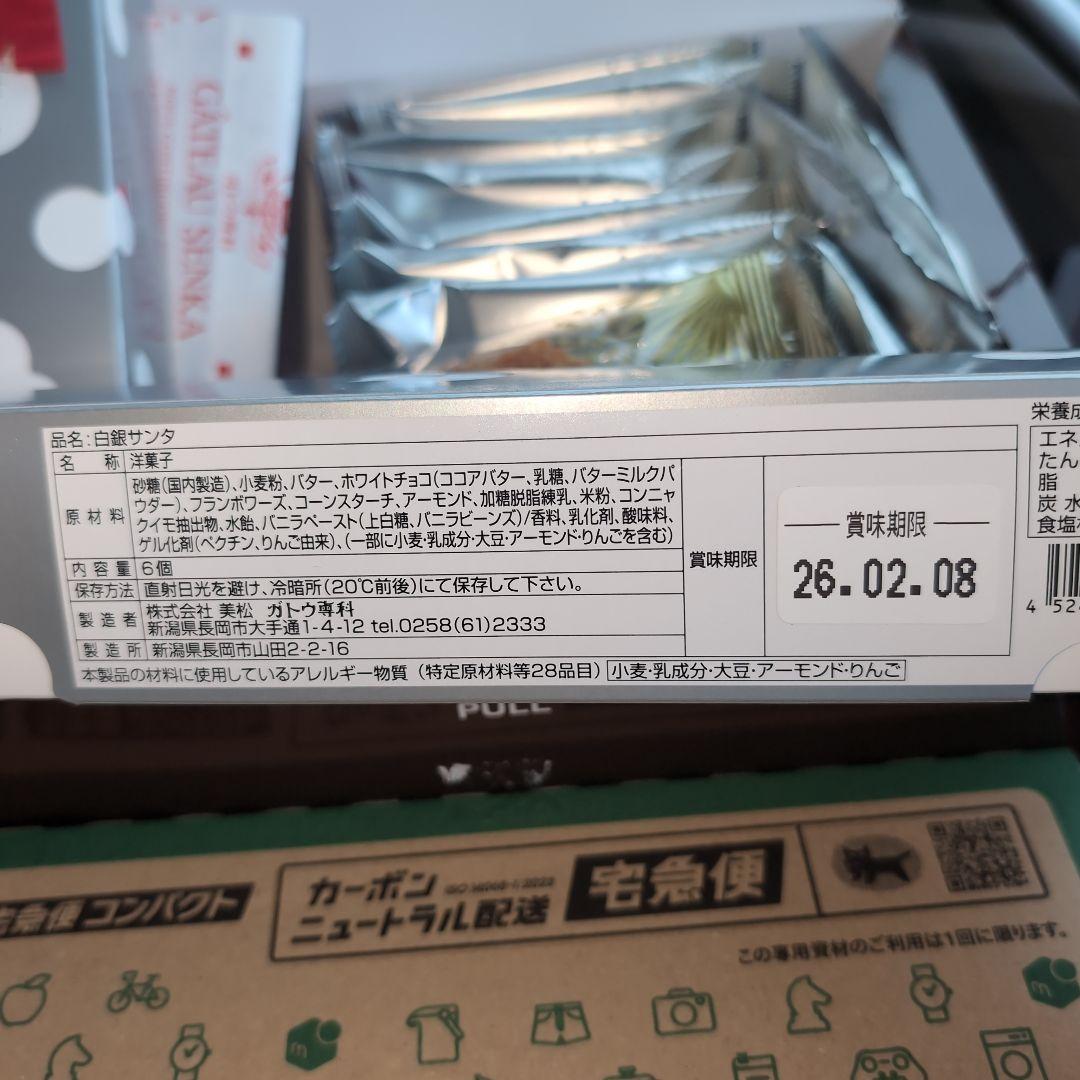 GÂTEAU SENKA
品名:白銀サンタ
名 称 洋菓子
原材料
砂糖(国内製造)、小麦粉、バター、ホワイトチョコ(ココアバター、乳糖、バターミルクパ
ウダー)、フランボワーズ、コーンスターチ、アーモンド、加糖脱脂練乳、米粉、コンニャ
クイモ抽出物、水飴、バニラペースト(上白糖、バニラビーンズ)/香料、乳化剤、酸味料、
ゲル化剤(ペクチン、りんご由来)、(一部に小麦・乳成分・大豆・アーモンド・りんごを含む)
内容量 6個
保存方法 直射日光を避け、冷暗所(20℃前後)にて保存して下さい。
製造者
株式会社 美松 ガトウ専科
新潟県長岡市大手通1-4-12 tel.0258(61)2333
製造所 新潟県長岡市山田2-2-16
本製品の材料に使用しているアレルギー物質(特定原材料等28品目) 小麦・乳成分・大豆・アーモンド・りんご
賞味期限
賞味期限
26.02.08
栄養成
エネ
たん
脂
炭 水
食塩
PULL
宅急便コンパクト
カーボン
ニュートラル配送
宅急便
この専用資材のご利用は1回に限ります。
m
m